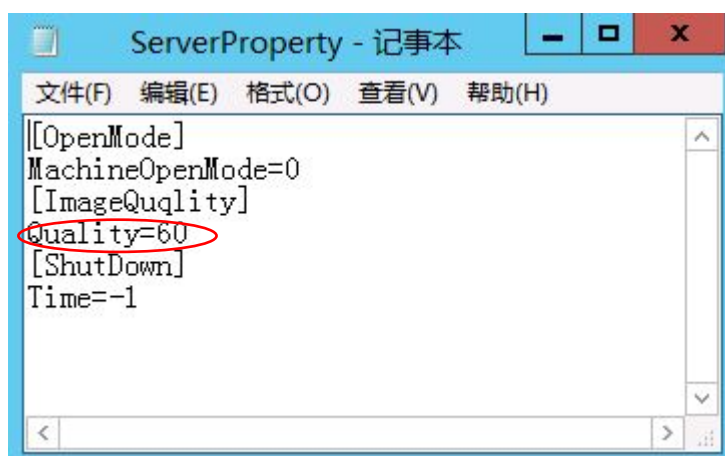 ServerProperty - 记事本
文件(F) 编辑(E) 格式(O) 查看(V) 帮助(H)
[OpenMode]
MachineOpenMode=0
[ImageQuqlity]
Quality=60
[ShutDown]
Time=-1